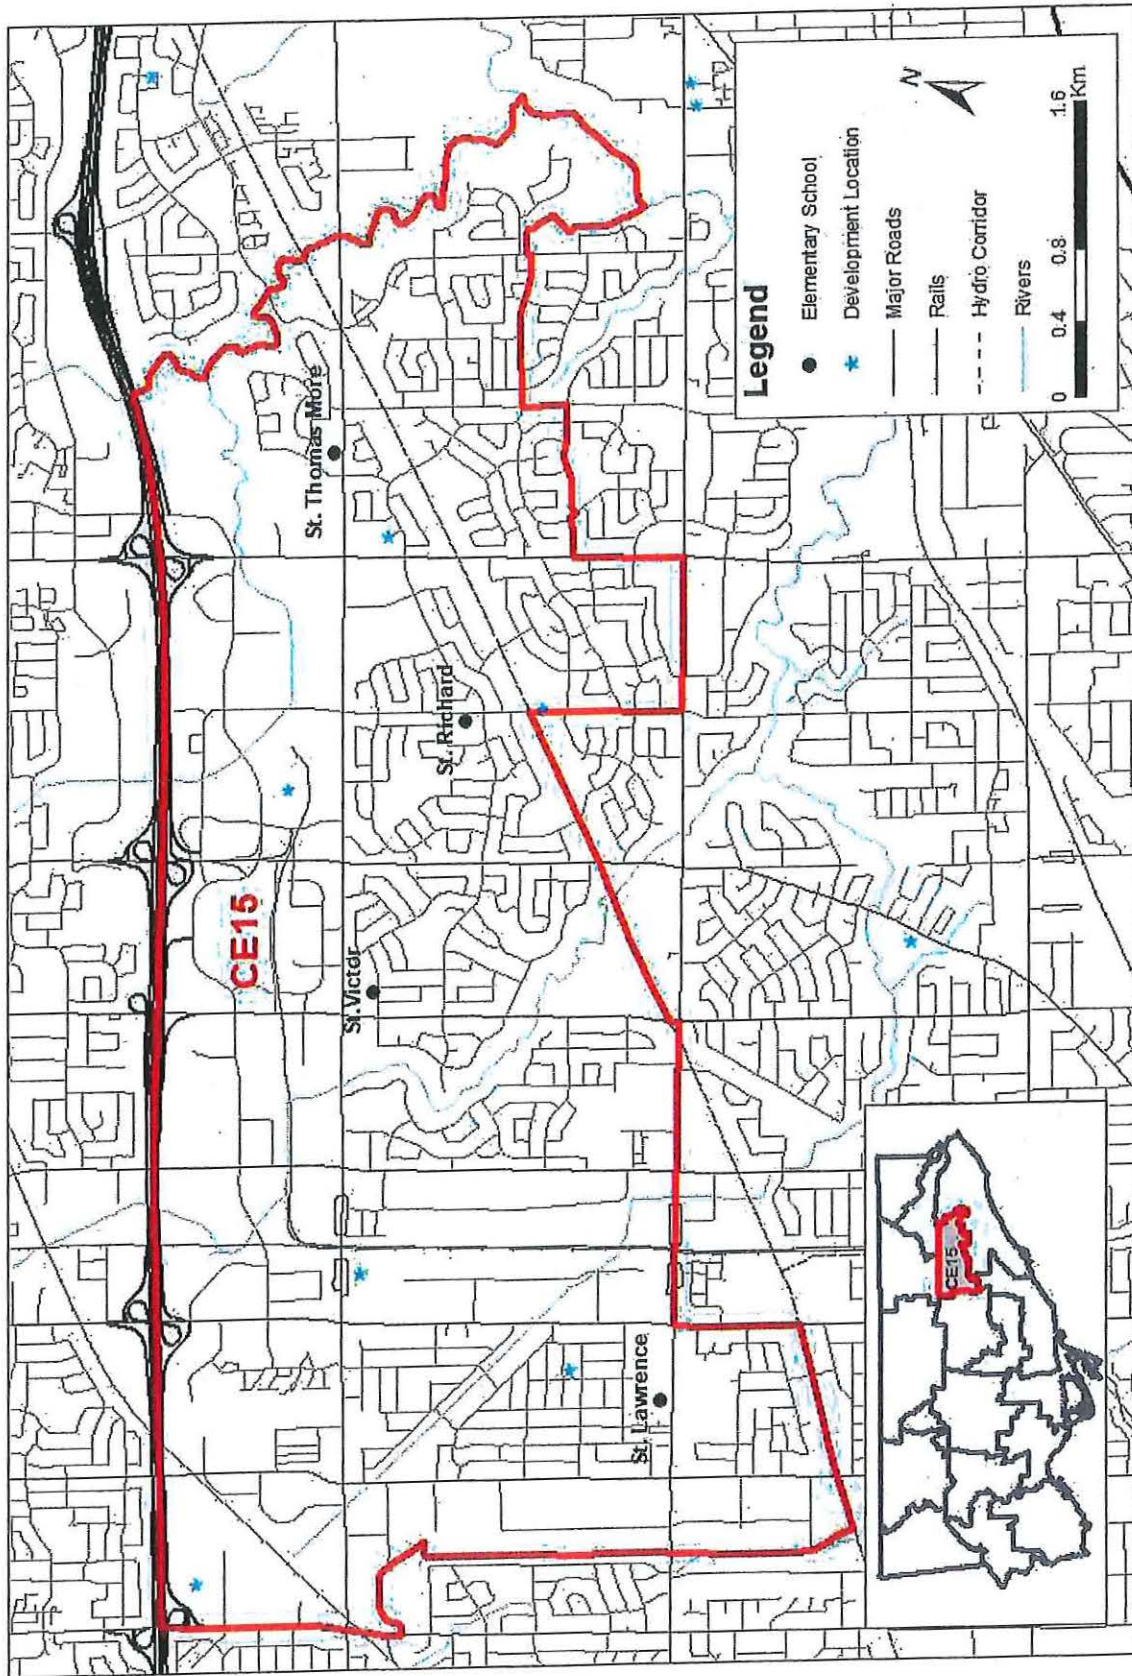 St. Thomas More
St. Richard
CE15
St.Victor
St. Lawrence
Legend
Elementary School
Development Location
Major Roads
Rails
Hydro Corridor
Rivers
N
0 0.4 0.8 1.6
Km
CE15